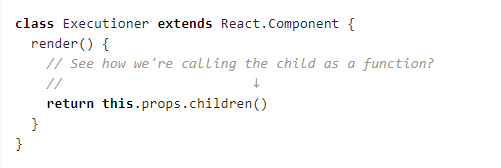 class Executioner extends React.Component {
  render() {
    // See how we're calling the child as a function?
    //                        ↓
    return this.props.children()
  }
}